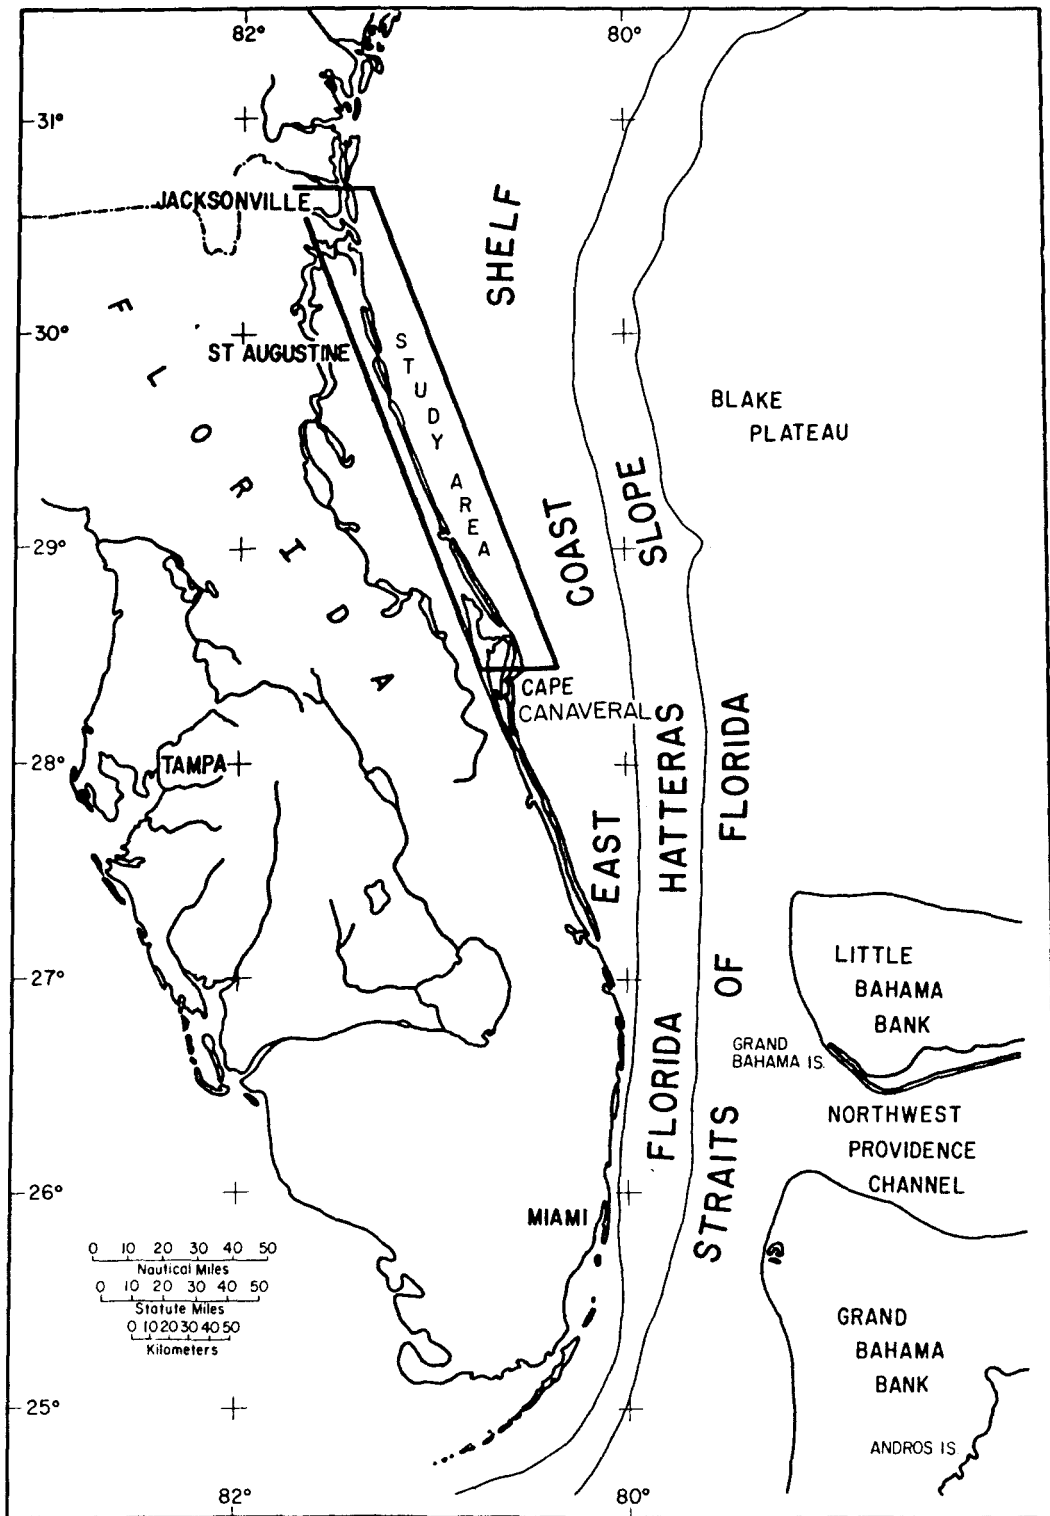 82°
80°
31°
JACKSONVILLE
SHELF
30°
FLORIDA
ST AUGUSTINE
STUDY AREA
BLAKE
PLATEAU
29°
COAST
SLOPE
CAPE
CANAVERAL
28°
TAMPA
EAST
HATTERAS
FLORIDA
27°
FLORIDA
OF
STRAITS
LITTLE
BAHAMA
BANK
GRAND
BAHAMA IS.
NORTHWEST
PROVIDENCE
CHANNEL
26°
MIAMI
0 10 20 30 40 50
Nautical Miles
0 10 20 30 40 50
Statute Miles
0 10 20 30 40 50
Kilometers
GRAND
BAHAMA
BANK
25°
ANDROS IS.
82°
80°